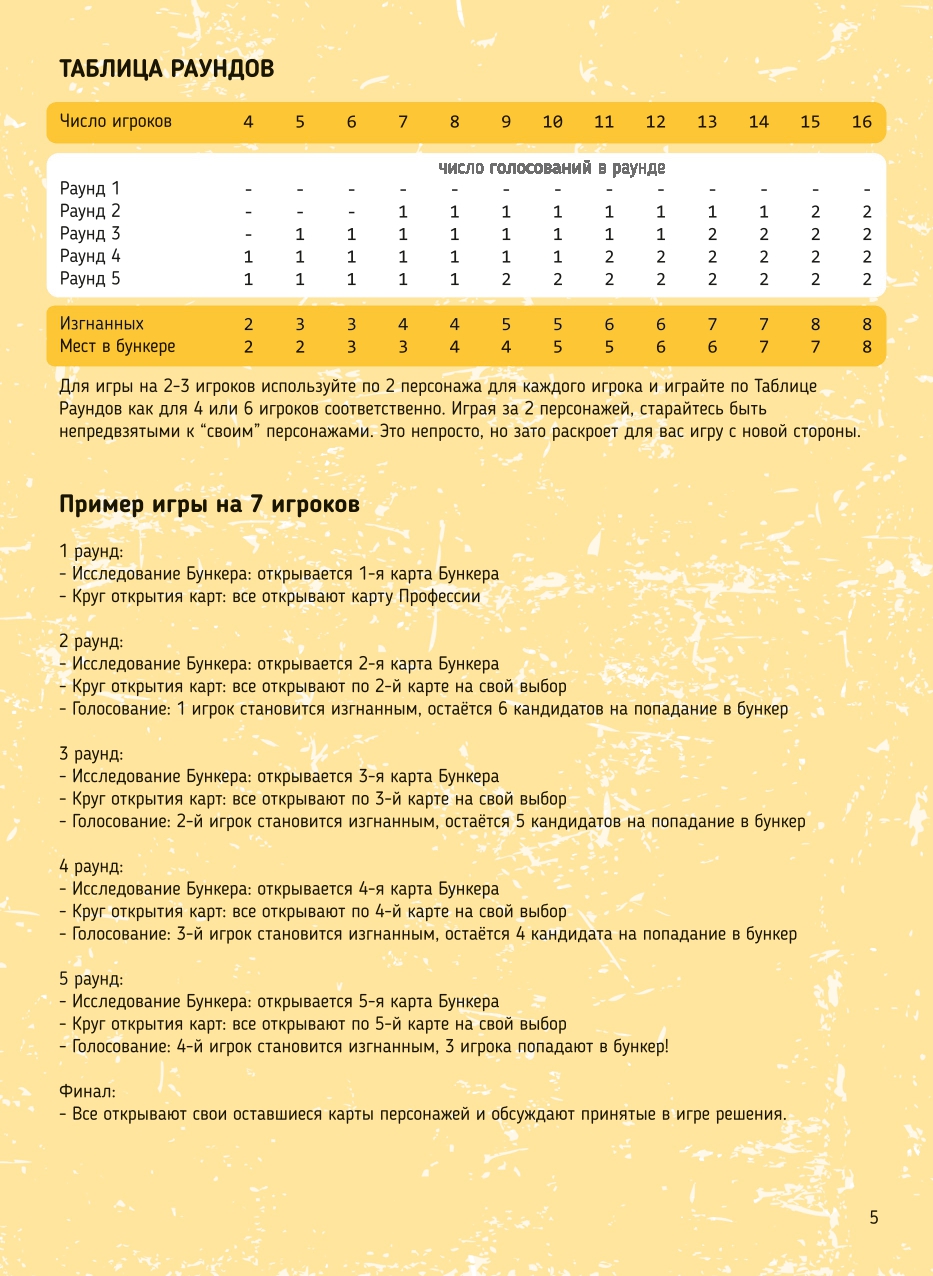 ТАБЛИЦА РАУНДОВ
Число игроков 4 5 6 7 8 9 10 11 12 13 14 15 16
число голосований в раунде
Раунд 1 - - - - - - - - - - - - -
Раунд 2 - - - 1 1 1 1 1 1 1 1 2 2
Раунд 3 - 1 1 1 1 1 1 1 1 2 2 2 2
Раунд 4 1 1 1 1 1 1 1 2 2 2 2 2 2
Раунд 5 1 1 1 1 1 2 2 2 2 2 2 2 2
Изгнанных 2 3 3 4 4 5 5 6 6 7 7 8 8
Мест в бункере 2 2 3 3 4 4 5 5 6 6 7 7 8
Для игры на 2-3 игроков используйте по 2 персонажа для каждого игрока и играйте по Таблице
Раундов как для 4 или 6 игроков соответственно. Играя за 2 персонажей, старайтесь быть
непредвзятыми к “своим” персонажами. Это непросто, но зато раскроет для вас игру с новой стороны.
Пример игры на 7 игроков
1 раунд:
- Исследование Бункера: открывается 1-я карта Бункера
- Круг открытия карт: все открывают карту Профессии
2 раунд:
- Исследование Бункера: открывается 2-я карта Бункера
- Круг открытия карт: все открывают по 2-й карте на свой выбор
- Голосование: 1 игрок становится изгнанным, остаётся 6 кандидатов на попадание в бункер
3 раунд:
- Исследование Бункера: открывается 3-я карта Бункера
- Круг открытия карт: все открывают по 3-й карте на свой выбор
- Голосование: 2-й игрок становится изгнанным, остаётся 5 кандидатов на попадание в бункер
4 раунд:
- Исследование Бункера: открывается 4-я карта Бункера
- Круг открытия карт: все открывают по 4-й карте на свой выбор
- Голосование: 3-й игрок становится изгнанным, остаётся 4 кандидата на попадание в бункер
5 раунд:
- Исследование Бункера: открывается 5-я карта Бункера
- Круг открытия карт: все открывают по 5-й карте на свой выбор
- Голосование: 4-й игрок становится изгнанным, 3 игрока попадают в бункер!
Финал:
- Все открывают свои оставшиеся карты персонажей и обсуждают принятые в игре решения.
5